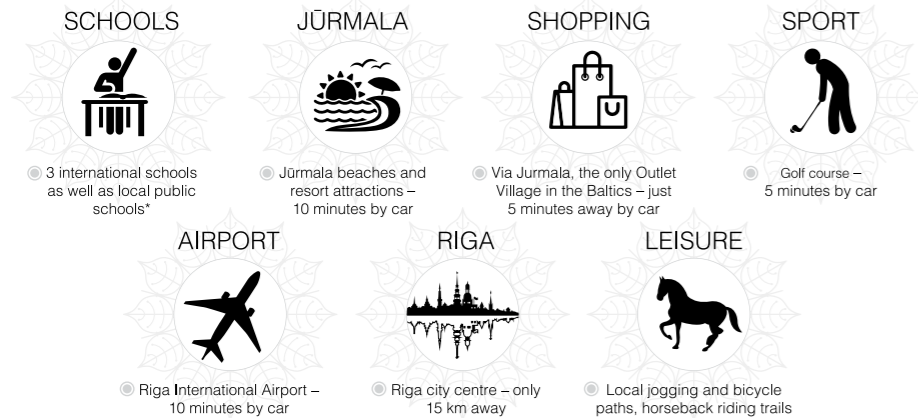 SCHOOLS
3 international schools
as well as local public
schools*
JŪRMALA
Jūrmala beaches and
resort attractions –
10 minutes by car
SHOPPING
Via Jurmala, the only Outlet
Village in the Baltics – just
5 minutes away by car
SPORT
Golf course –
5 minutes by car
AIRPORT
Riga International Airport –
10 minutes by car
RIGA
Riga city centre – only
15 km away
LEISURE
Local jogging and bicycle
paths, horseback riding trails